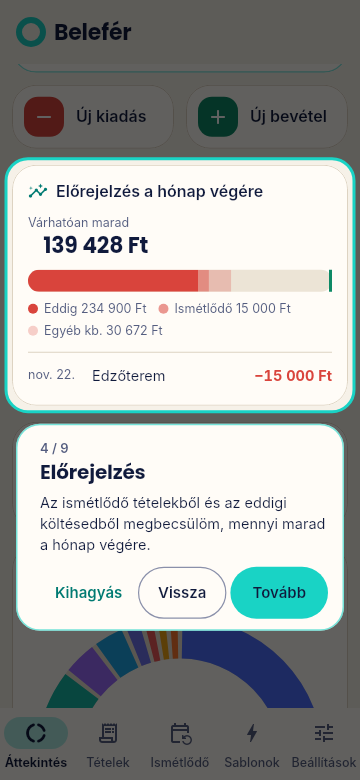 Belefér
Új kiadás
Új bevétel
Előrejelzés a hónap végére
Várhatóan marad
139 428 Ft
Eddig 234 900 Ft
Ismétlődő 15 000 Ft
Egyéb kb. 30 672 Ft
nov. 22.
Edzőterem
−15 000 Ft
4 / 9
Előrejelzés
Az ismétlődő tételekből és az eddigi
költésedből megbecsülöm, mennyi marad
a hónap végére.
Kihagyás
Vissza
Tovább
Áttekintés
Tételek
Ismétlődő
Sablonok
Beállítások